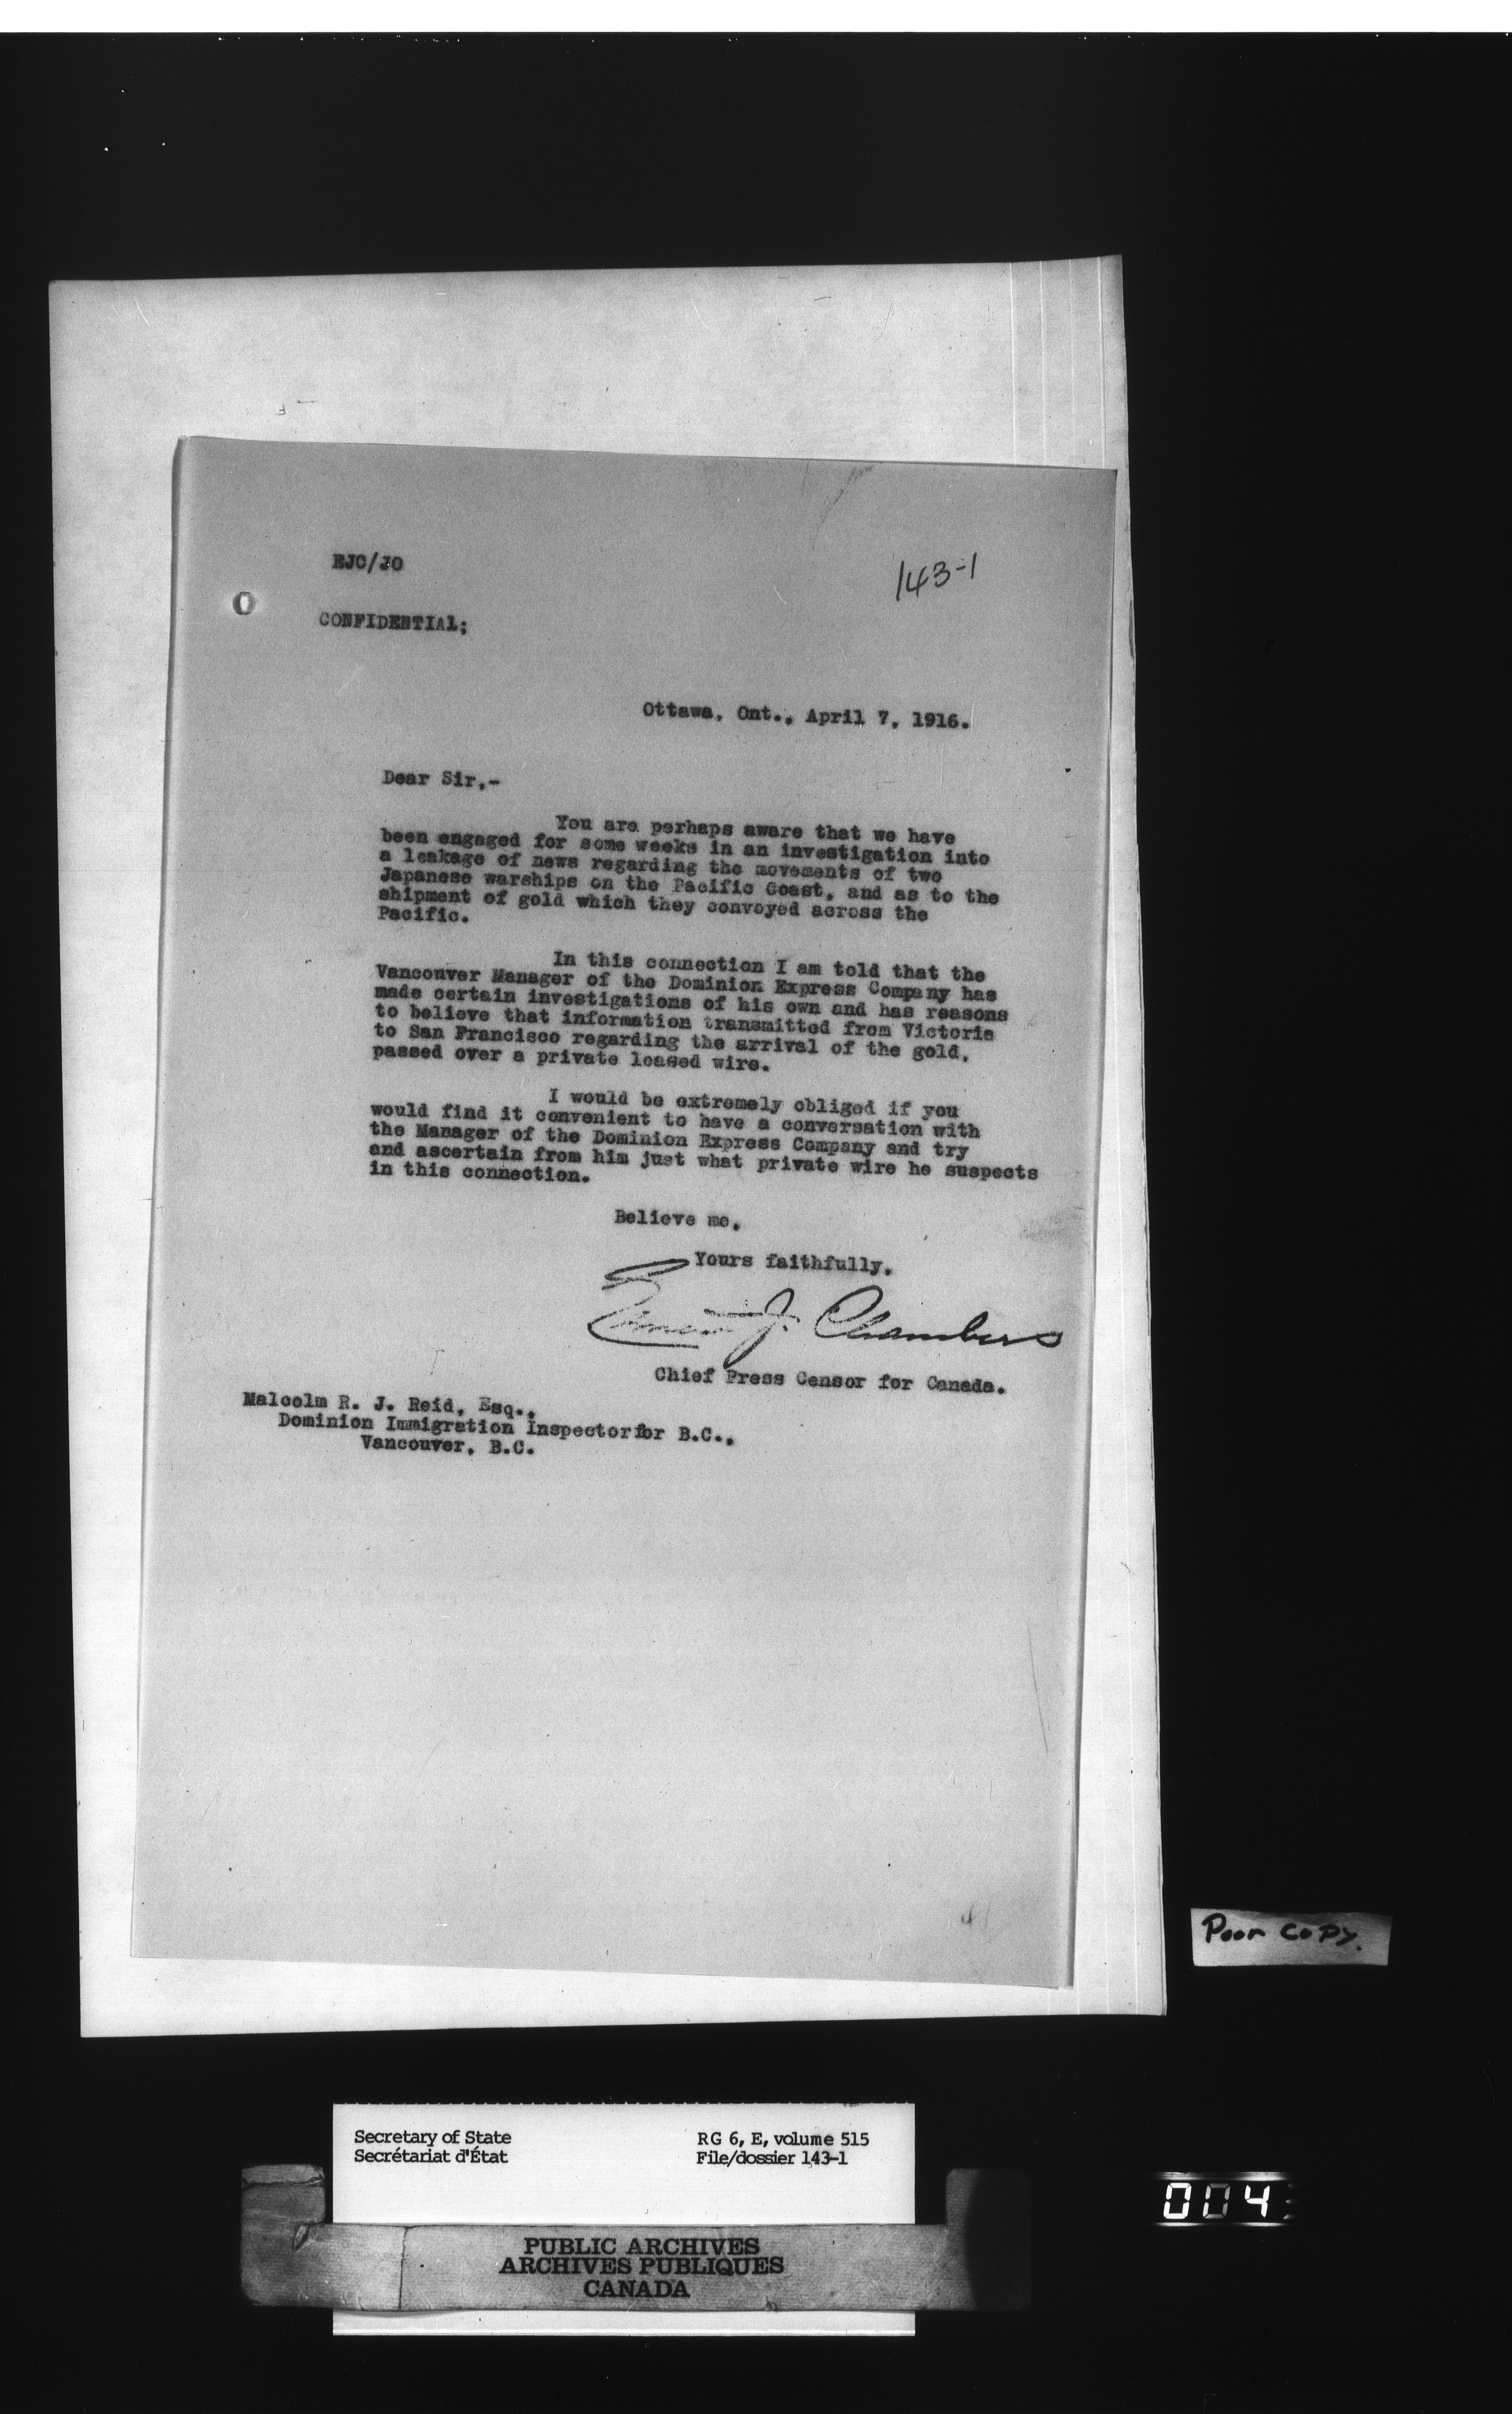 EJC/JO
143-1
CONFIDENTIAl;
Ottawa, Ont., April 7, 1916.
Dear Sir,-
You are perhaps aware that we have
been engaged for some weeks in an investigation into
a leakage of news regarding the movements of two
Japanese warships on the Pacific Coast, and as to the
shipment of gold which they convoyed across the
Pacific.
In this connection I am told that the
Vancouver Manager of the Dominion Express Company has
made certain investigations of his own and has reasons
to believe that information transmitted from Victoria
to San Francisco regarding the arrival of the gold,
passed over a private leased wire.
I would be extremely obliged if you
would find it convenient to have a conversation with
the Manager of the Dominion Express Company and try
and ascertain from him just what private wire he suspects
in this connection.
Believe me,
Yours faithfully,
Ernest J. Chambers
Chief Press Censor for Canada.
Malcolm R. J. Reid, Esq.,
Dominion Immigration Inspector for B.C.,
Vancouver, B.C.
Poor Copy.
Secretary of State
Secrétariat d'État
RG 6, E, volume 515
File/dossier 143-1
PUBLIC ARCHIVES
ARCHIVES PUBLIQUES
CANADA
004